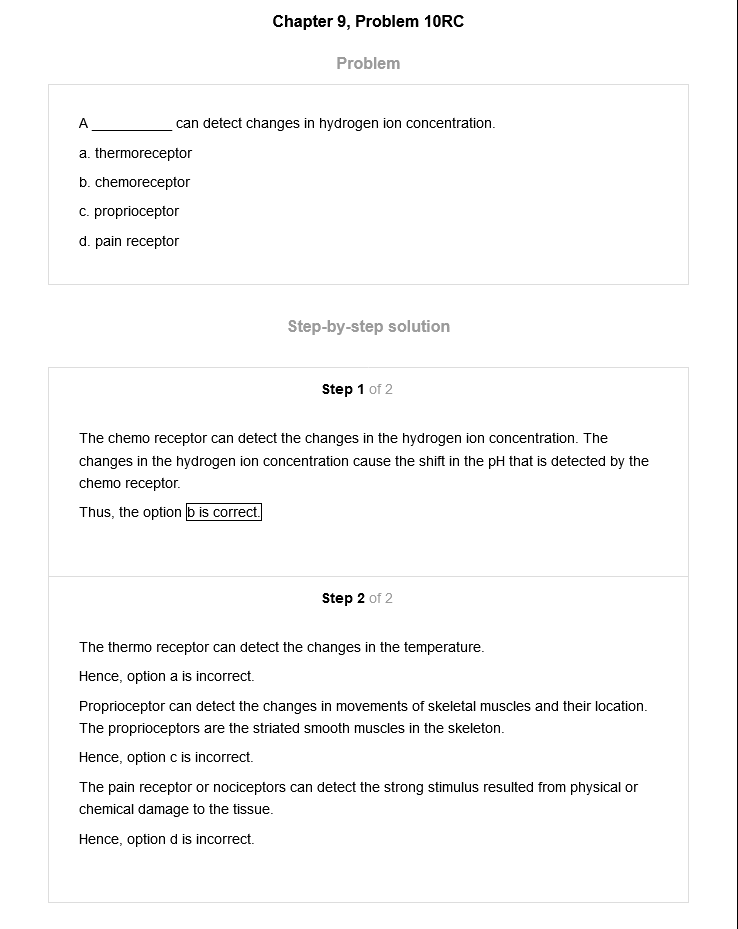 Chapter 9, Problem 10RC
Problem
A __________ can detect changes in hydrogen ion concentration.
a. thermoreceptor
b. chemoreceptor
c. proprioceptor
d. pain receptor
Step-by-step solution
Step 1 of 2
The chemo receptor can detect the changes in the hydrogen ion concentration. The
changes in the hydrogen ion concentration cause the shift in the pH that is detected by the
chemo receptor.
Thus, the option b is correct.
Step 2 of 2
The thermo receptor can detect the changes in the temperature.
Hence, option a is incorrect.
Proprioceptor can detect the changes in movements of skeletal muscles and their location.
The proprioceptors are the striated smooth muscles in the skeleton.
Hence, option c is incorrect.
The pain receptor or nociceptors can detect the strong stimulus resulted from physical or
chemical damage to the tissue.
Hence, option d is incorrect.